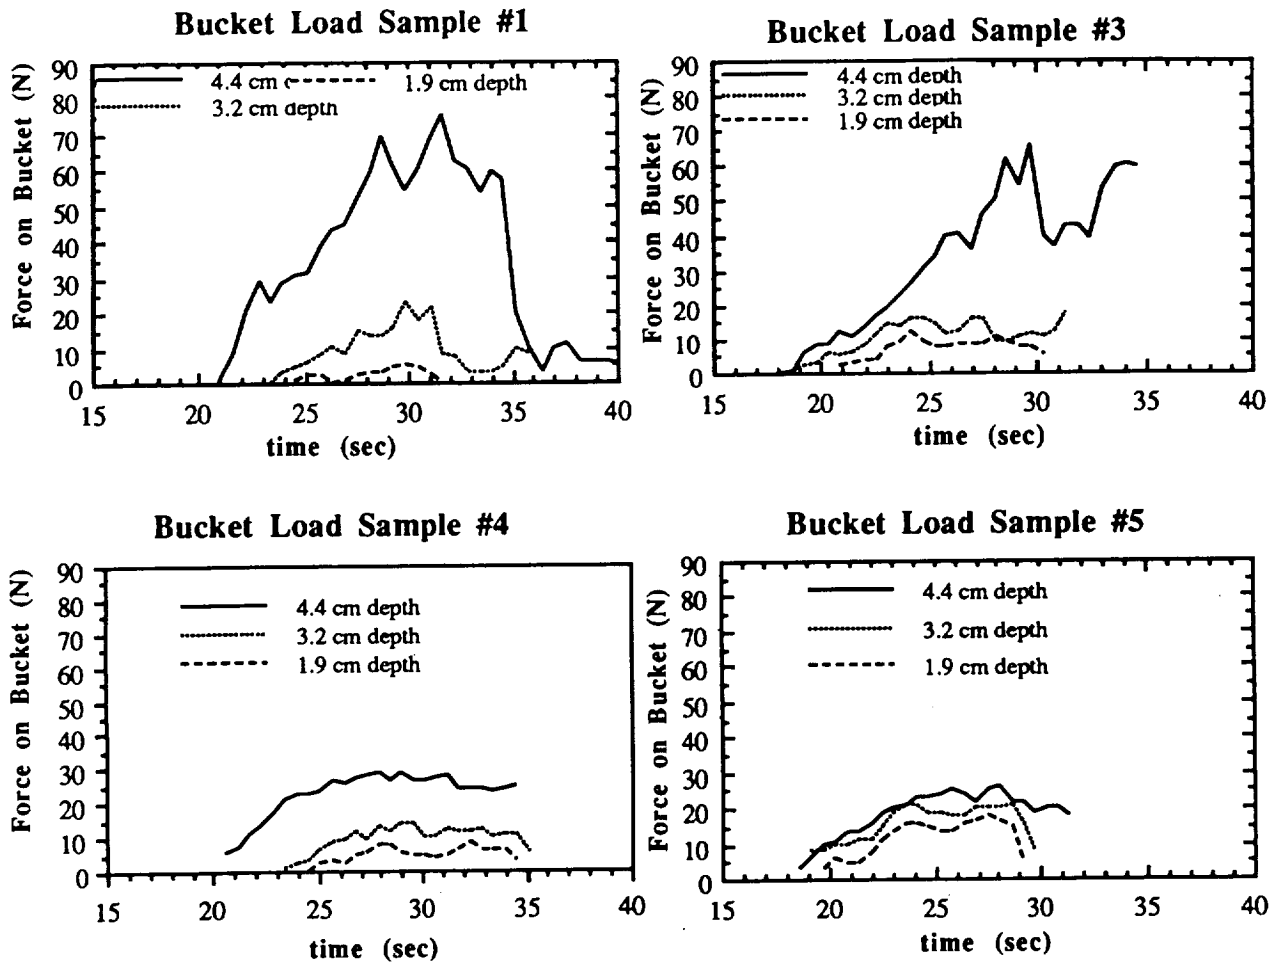 Bucket Load Sample #1
90
80
70
60
50
40
30
20
10
0
Force on Bucket (N)
4.4 cm
1.9 cm depth
3.2 cm depth
15 20 25 30 35 40
time (sec)
Bucket Load Sample #3
90
80
70
60
50
40
30
20
10
0
Force on Bucket (N)
4.4 cm depth
3.2 cm depth
1.9 cm depth
15 20 25 30 35 40
time (sec)
Bucket Load Sample #4
90
80
70
60
50
40
30
20
10
0
Force on Bucket (N)
4.4 cm depth
3.2 cm depth
1.9 cm depth
15 20 25 30 35 40
time (sec)
Bucket Load Sample #5
90
80
70
60
50
40
30
20
10
0
Force on Bucket (N)
4.4 cm depth
3.2 cm depth
1.9 cm depth
15 20 25 30 35 40
time (sec)